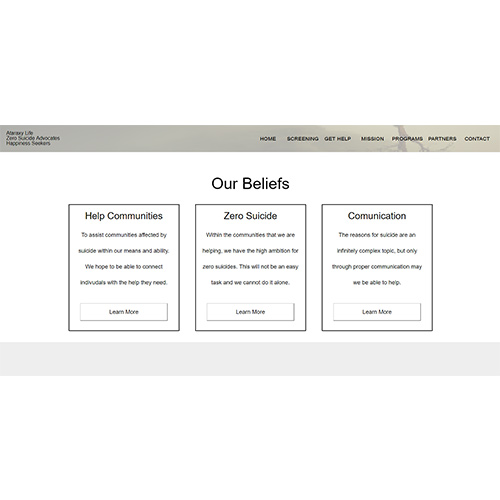 Ataraxy Life
Zero Suicide Advocates
Happiness Seekers
HOME SCREENING GET HELP MISSION PROGRAMS PARTNERS CONTACT
Our Beliefs
Help Communities
To assist communities affected by
suicide within our means and ability.
We hope to be able to connect
indivudals with the help they need.
Learn More
Zero Suicide
Within the communities that we are
helping, we have the high ambition for
zero suicides. This will not be an easy
task and we cannot do it alone.
Learn More
Comunication
The reasons for suicide are an
infinitely complex topic, but only
through proper communication may
we be able to help.
Learn More